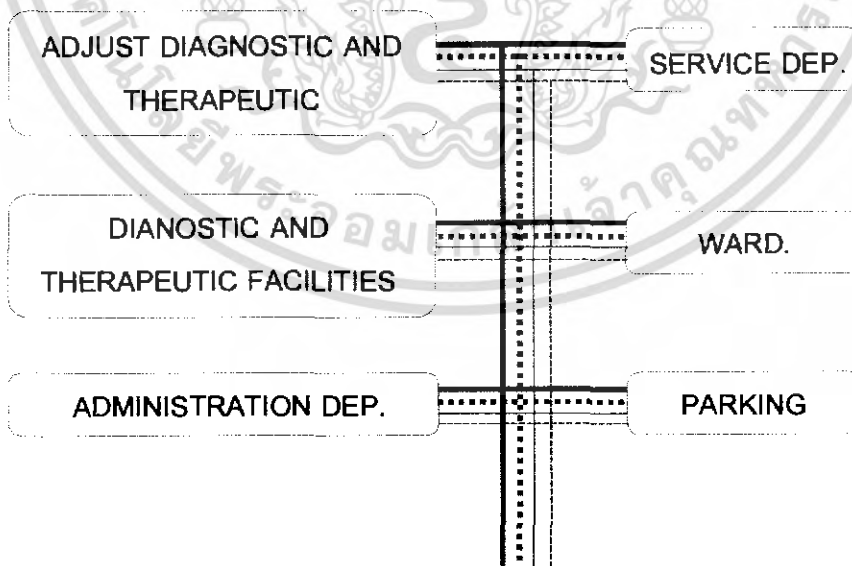 ADJUST DIAGNOSTIC AND
THERAPEUTIC
SERVICE DEP.
DIANOSTIC AND
THERAPEUTIC FACILITIES
WARD.
ADMINISTRATION DEP.
PARKING